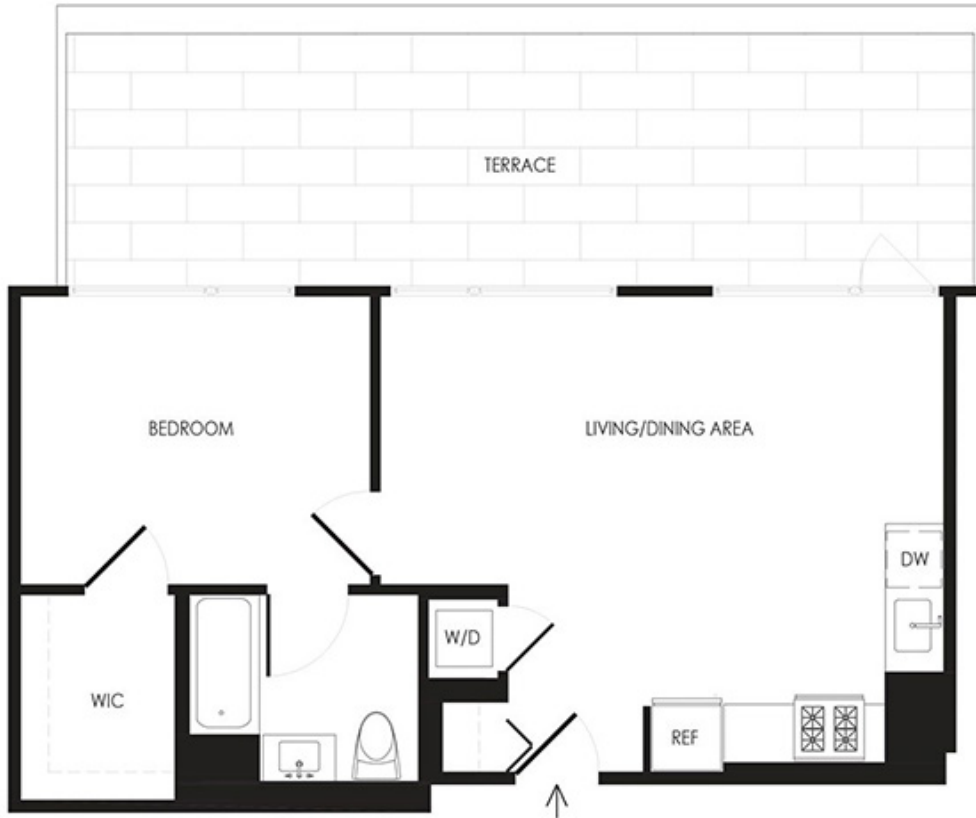 TERRACE
BEDROOM
LIVING/DINING AREA
DW
W/D
WIC
REF